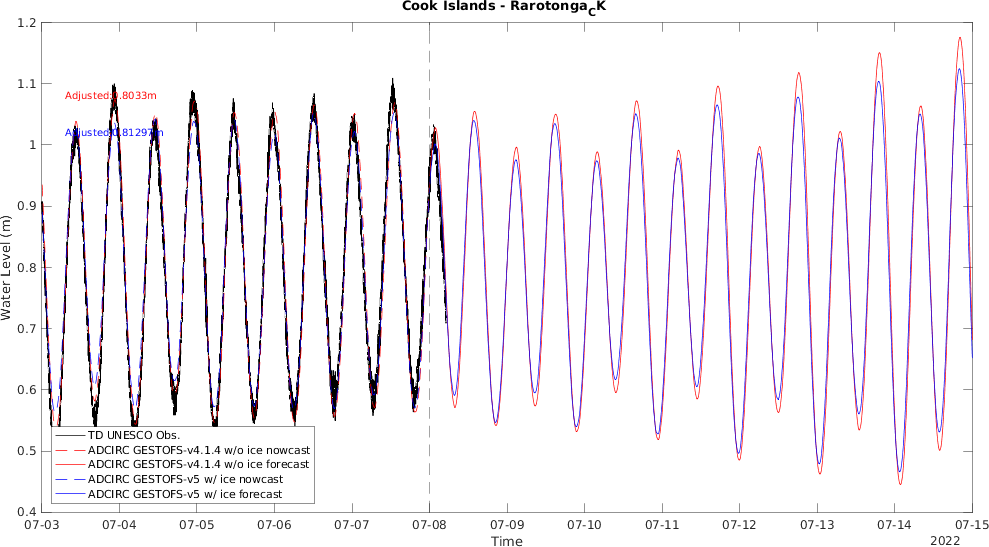 Cook Islands - RarotongaCK
Adjusted:0.8033m
Adjusted:0.81297m
Water Level (m)
1.2
1.1
1
0.9
0.8
0.7
0.6
0.5
0.4
TD UNESCO Obs.
ADCIRC GESTOFS-v4.1.4 w/o ice nowcast
ADCIRC GESTOFS-v4.1.4 w/o ice forecast
ADCIRC GESTOFS-v5 w/ ice nowcast
ADCIRC GESTOFS-v5 w/ ice forecast
07-03 07-04 07-05 07-06 07-07 07-08 07-09 07-10 07-11 07-12 07-13 07-14 07-15
Time
2022